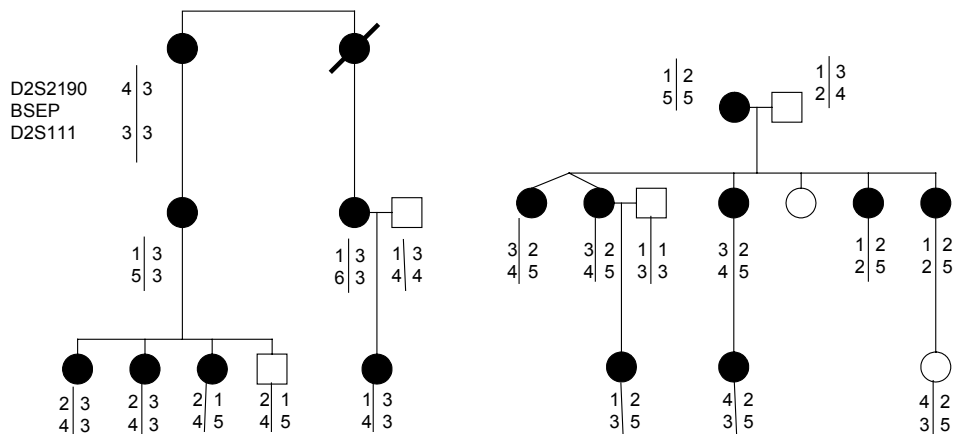 1 2 1 3
5 5 2 4
D2S2190 4 3
BSEP
D2S111 3 3
1 3 1 3 1 3
5 3 6 3 4 4
3 2 3 2 1 1 3 2 1 2 1 2
4 5 4 5 3 3 4 5 2 5 2 5
2 3 2 3 2 1 2 1 1 3
4 3 4 3 4 5 4 5 4 3
1 2 4 2 4 2
3 5 3 5 3 5